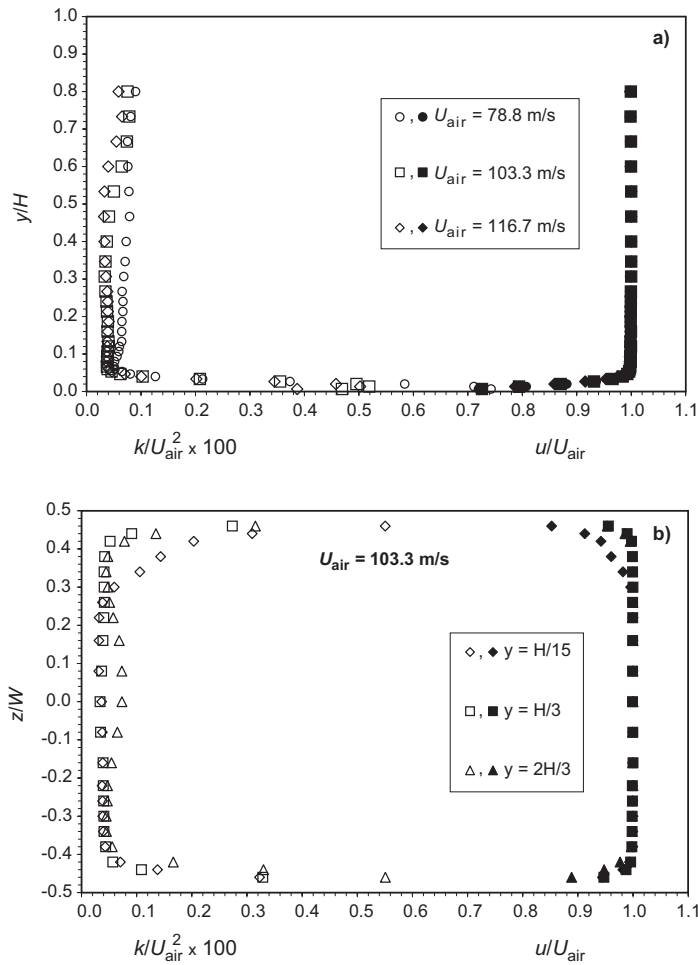 a)
1.0
0.9
0.8
0.7
0.6
0.5
0.4
0.3
0.2
0.1
0.0
y/H
○ , ● U_air = 78.8 m/s
□ , ■ U_air = 103.3 m/s
◇ , ◆ U_air = 116.7 m/s
0.0 0.1 0.2 0.3 0.4 0.5 0.6 0.7 0.8 0.9 1.0 1.1
k/U_air^2 x 100 u/U_air
b)
0.5
0.4
0.3
0.2
0.1
0.0
-0.1
-0.2
-0.3
-0.4
-0.5
z/W
U_air = 103.3 m/s
◇ , ◆ y = H/15
□ , ■ y = H/3
△ , ▲ y = 2H/3
0.0 0.1 0.2 0.3 0.4 0.5 0.6 0.7 0.8 0.9 1.0 1.1
k/U_air^2 x 100 u/U_air